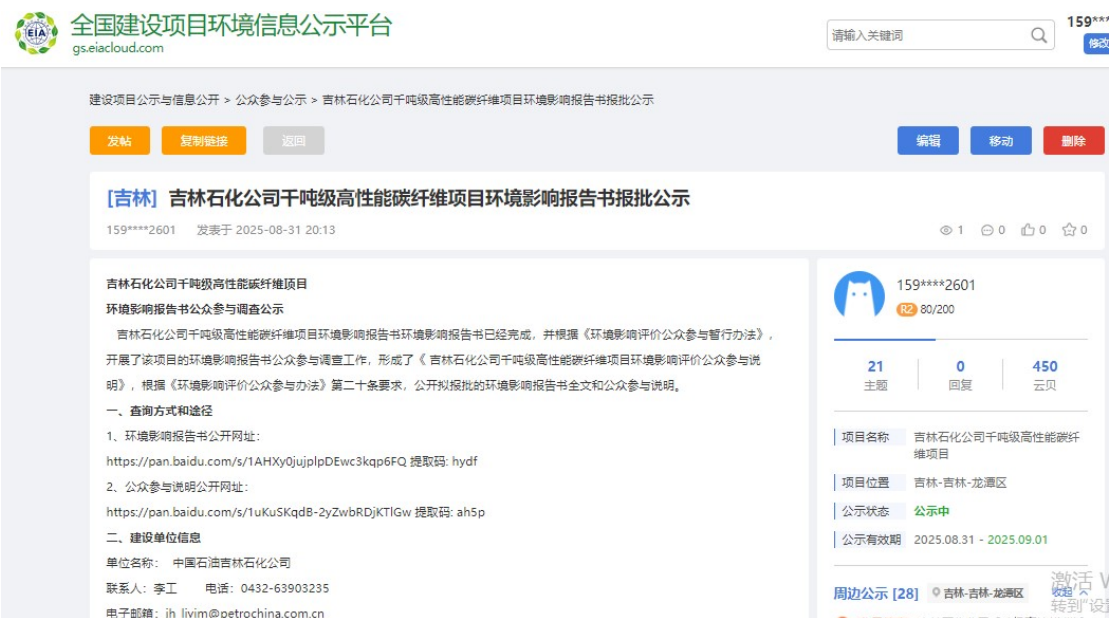 EIA
全国建设项目环境信息公示平台
gs.eiacloud.com
请输入关键词
159***
修改
建设项目公示与信息公开 > 公众参与公示 > 吉林石化公司千吨级高性能碳纤维项目环境影响报告书报批公示
发帖 复制链接 返回 编辑 移动 删除
[吉林] 吉林石化公司千吨级高性能碳纤维项目环境影响报告书报批公示
159****2601 发表于 2025-08-31 20:13
1 0 0 0
吉林石化公司千吨级高性能碳纤维项目
环境影响报告书公众参与调查公示
吉林石化公司千吨级高性能碳纤维项目环境影响报告书环境影响报告书已经完成，并根据《环境影响评价公众参与暂行办法》，
开展了该项目的环境影响报告书公众参与调查工作，形成了《 吉林石化公司千吨级高性能碳纤维项目环境影响评价公众参与说
明》，根据《环境影响评价公众参与办法》第二十条要求，公开拟报批的环境影响报告书全文和公众参与说明。
一、查询方式和途径
1、环境影响报告书公开网址：
https://pan.baidu.com/s/1AHXy0jujplpDEwc3kqp6FQ 提取码: hydf
2、公众参与说明公开网址：
https://pan.baidu.com/s/1uKuSKqdB-2yZwbRDjKTlGw 提取码: ah5p
二、建设单位信息
单位名称： 中国石油吉林石化公司
联系人：李工 电话：0432-63903235
电子邮箱：jh_liyim@petrochina.com.cn
159****2601
R2 80/200
21 0 450
主题 回复 云贝
项目名称 吉林石化公司千吨级高性能碳纤
维项目
项目位置 吉林-吉林-龙潭区
公示状态 公示中
公示有效期 2025.08.31 - 2025.09.01
周边公示 [28] 吉林-吉林-龙潭区 收起
激活 W
转到"设置